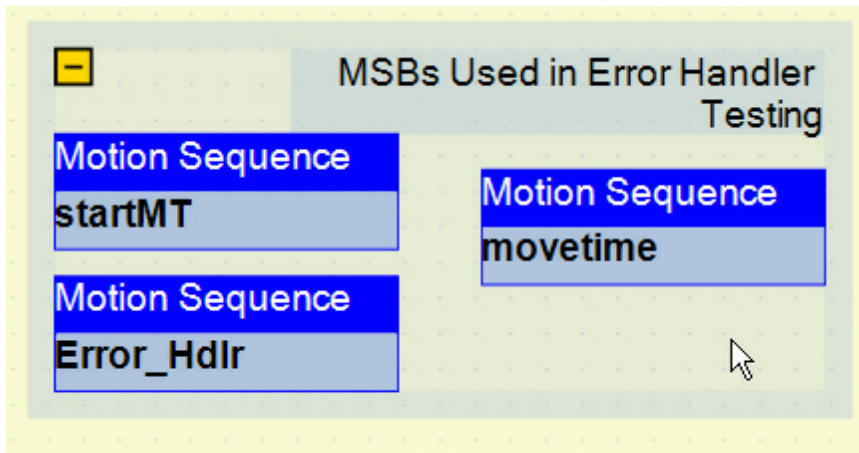 MSBs Used in Error Handler
Testing
Motion Sequence
startMT
Motion Sequence
movetime
Motion Sequence
Error_Hdlr